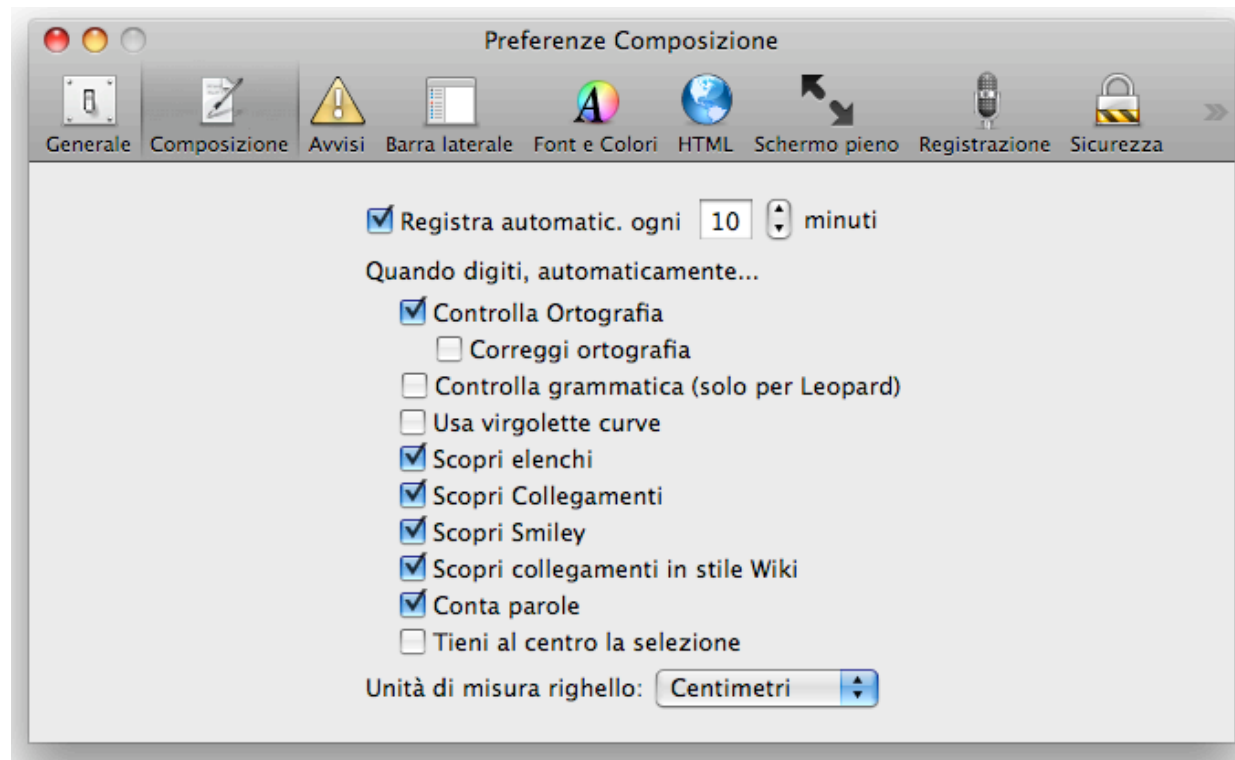 Preferenze Composizione
Generale Composizione Avvisi Barra laterale Font e Colori HTML Schermo pieno Registrazione Sicurezza
Registra automatic. ogni 10 minuti
Quando digiti, automaticamente...
Controlla Ortografia
Correggi ortografia
Controlla grammatica (solo per Leopard)
Usa virgolette curve
Scopri elenchi
Scopri Collegamenti
Scopri Smiley
Scopri collegamenti in stile Wiki
Conta parole
Tieni al centro la selezione
Unità di misura righello: Centimetri